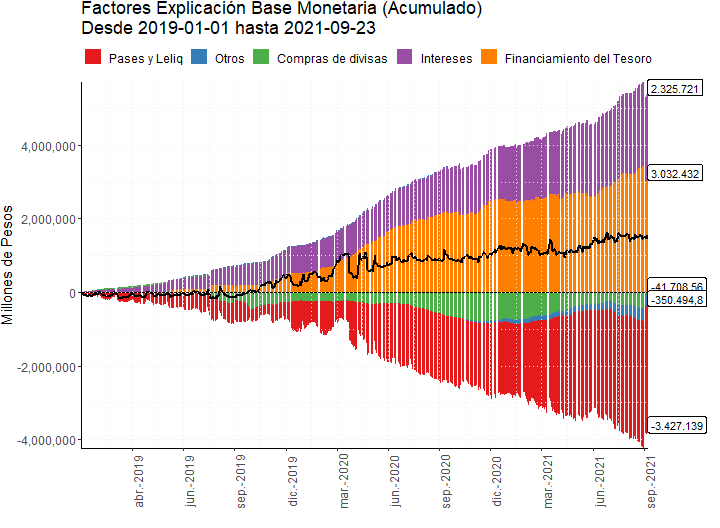 Factores Explicación Base Monetaria (Acumulado)
Desde 2019-01-01 hasta 2021-09-23
Pases y Leliq Otros Compras de divisas Intereses Financiamiento del Tesoro
Millones de Pesos
4,000,000
2,000,000
0
-2,000,000
-4,000,000
2.325.721
3.032.432
-41.708,56
-350.494,8
-3.427.139
abr.-2019
jun.-2019
sep.-2019
dic.-2019
mar.-2020
jun.-2020
sep.-2020
dic.-2020
mar.-2021
jun.-2021
sep.-2021